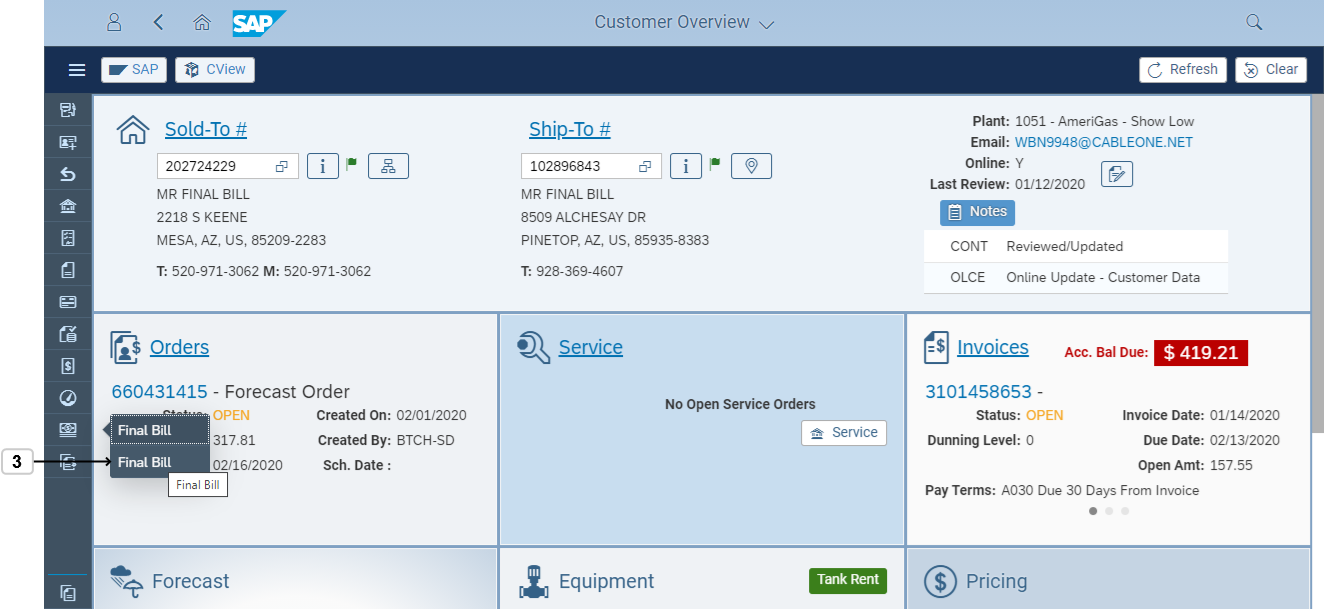 SAP
Customer Overview
SAP
CView
Refresh
Clear
Sold-To #
202724229
i
MR FINAL BILL
2218 S KEENE
MESA, AZ, US, 85209-2283
T: 520-971-3062 M: 520-971-3062
Ship-To #
102896843
i
MR FINAL BILL
8509 ALCHESAY DR
PINETOP, AZ, US, 85935-8383
T: 928-369-4607
Plant: 1051 - AmeriGas - Show Low
Email: WBN9948@CABLEONE.NET
Online: Y
Last Review: 01/12/2020
Notes
CONT Reviewed/Updated
OLCE Online Update - Customer Data
Orders
660431415 - Forecast Order
OPEN
Created On: 02/01/2020
317.81
Created By: BTCH-SD
02/16/2020
Sch. Date :
Final Bill
3
Final Bill
Final Bill
Service
No Open Service Orders
Service
Invoices
Acc. Bal Due: $ 419.21
3101458653 -
Status: OPEN
Invoice Date: 01/14/2020
Dunning Level: 0
Due Date: 02/13/2020
Open Amt: 157.55
Pay Terms: A030 Due 30 Days From Invoice
Forecast
Equipment
Tank Rent
Pricing